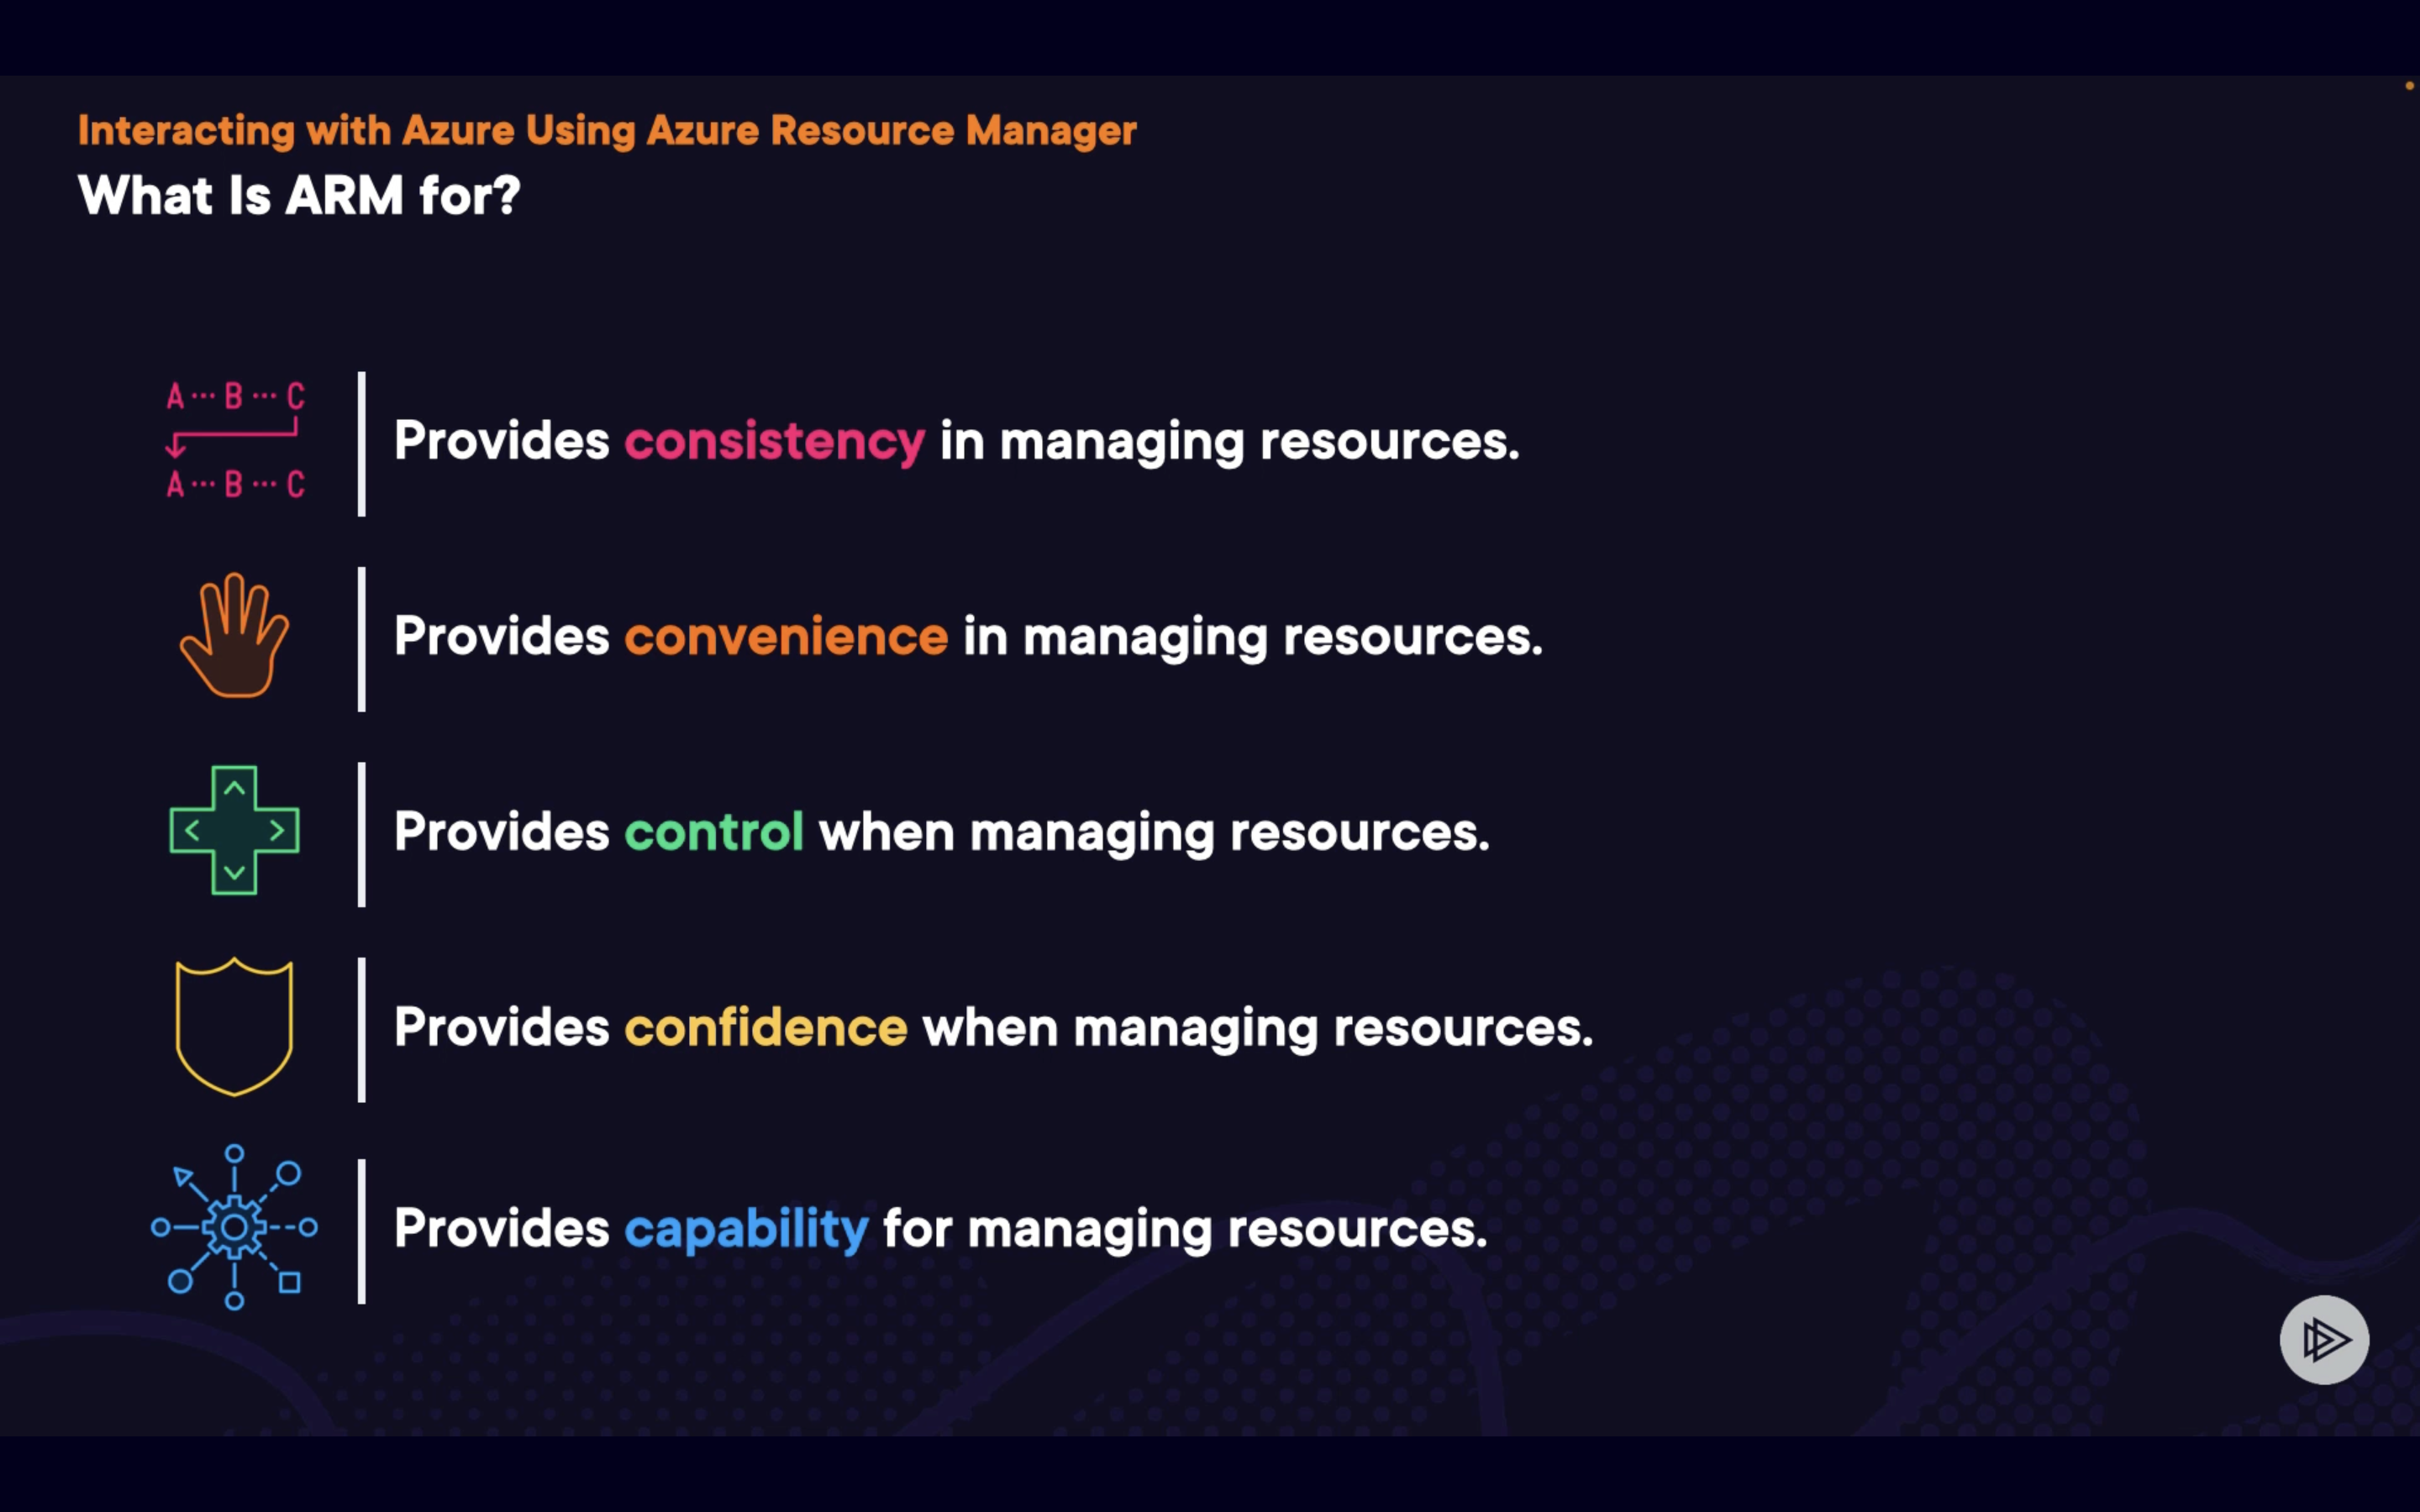 Interacting with Azure Using Azure Resource Manager
What Is ARM for?
A ··· B ··· C
A ··· B ··· C
Provides consistency in managing resources.
Provides convenience in managing resources.
Provides control when managing resources.
Provides confidence when managing resources.
Provides capability for managing resources.